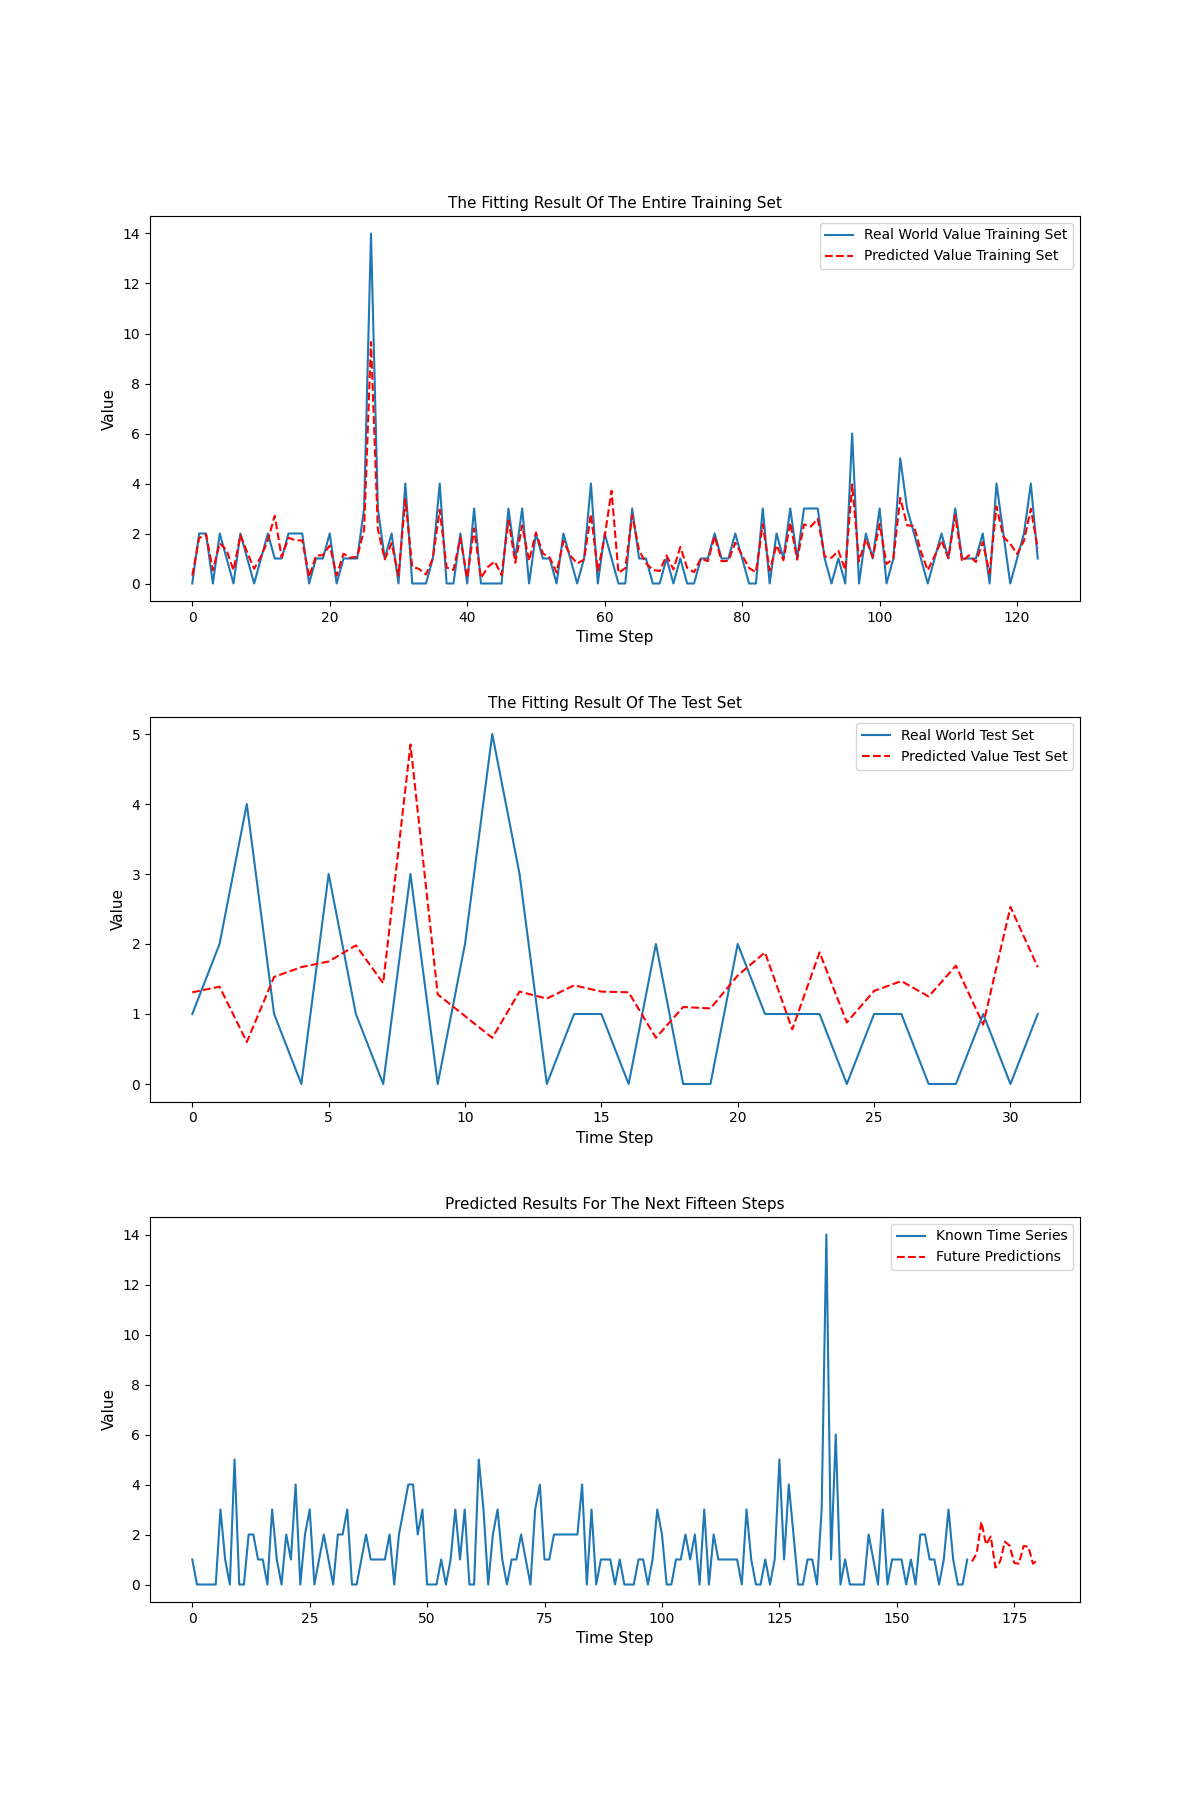 The Fitting Result Of The Entire Training Set
Real World Value Training Set
Predicted Value Training Set
14
12
10
8
6
4
2
0
Value
0 20 40 60 80 100 120
Time Step
The Fitting Result Of The Test Set
Real World Test Set
Predicted Value Test Set
5
4
3
2
1
0
Value
0 5 10 15 20 25 30
Time Step
Predicted Results For The Next Fifteen Steps
Known Time Series
Future Predictions
14
12
10
8
6
4
2
0
Value
0 25 50 75 100 125 150 175
Time Step